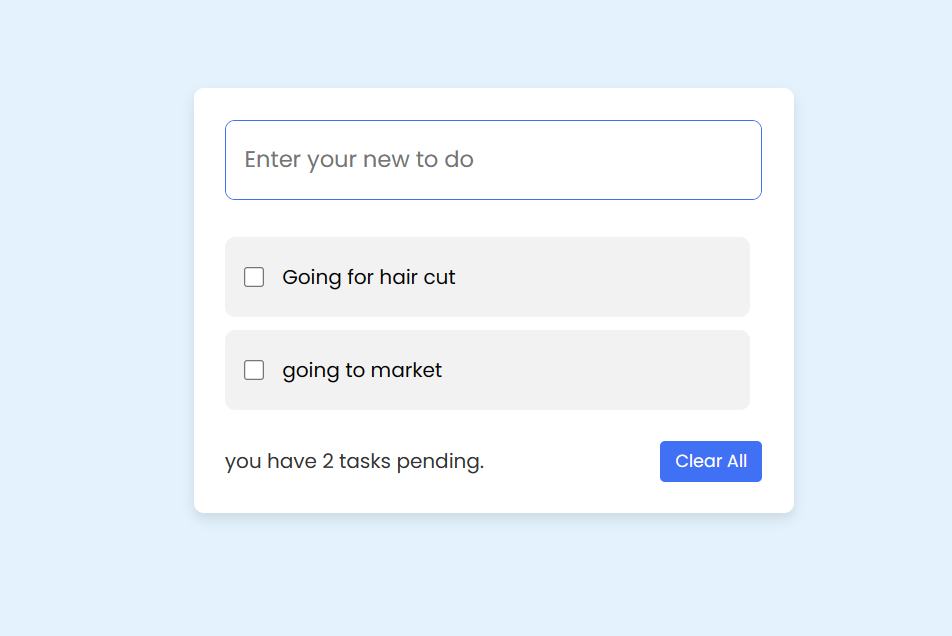 Enter your new to do
Going for hair cut
going to market
you have 2 tasks pending.
Clear All